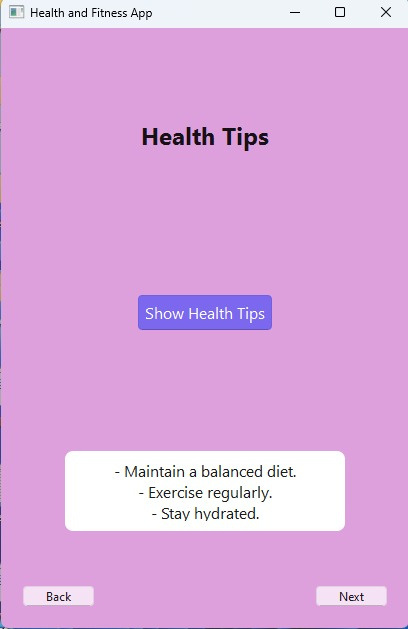 Health and Fitness App
Health Tips
Show Health Tips
- Maintain a balanced diet.
- Exercise regularly.
- Stay hydrated.
Back
Next